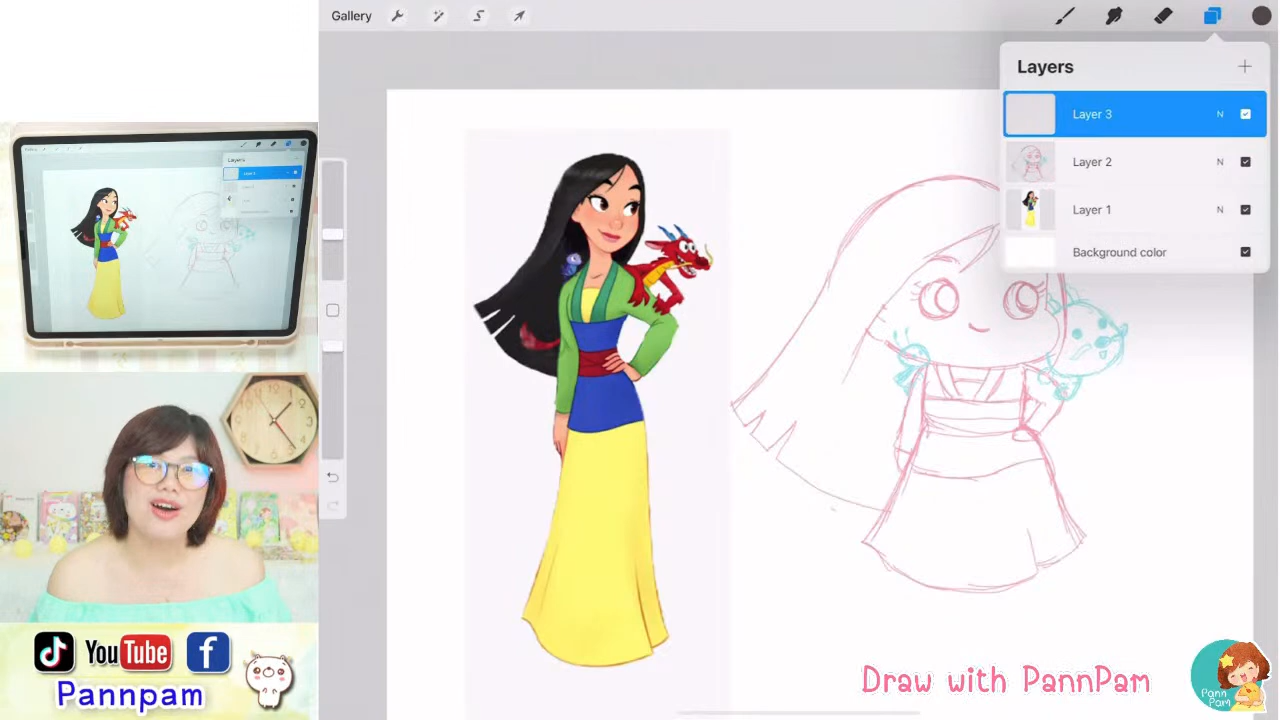 Gallery
Layers
Layer 3
N
Layer 2
N
Layer 1
N
Background color
YouTube
f
Pannpam
Draw with PannPam
Pann
Pam